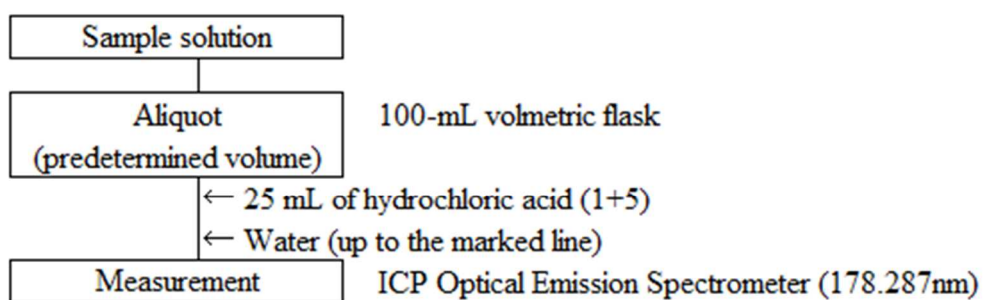 Sample solution
Aliquot
(predetermined volume)
100-mL volmetric flask
← 25 mL of hydrochloric acid (1+5)
← Water (up to the marked line)
Measurement
ICP Optical Emission Spectrometer (178.287nm)